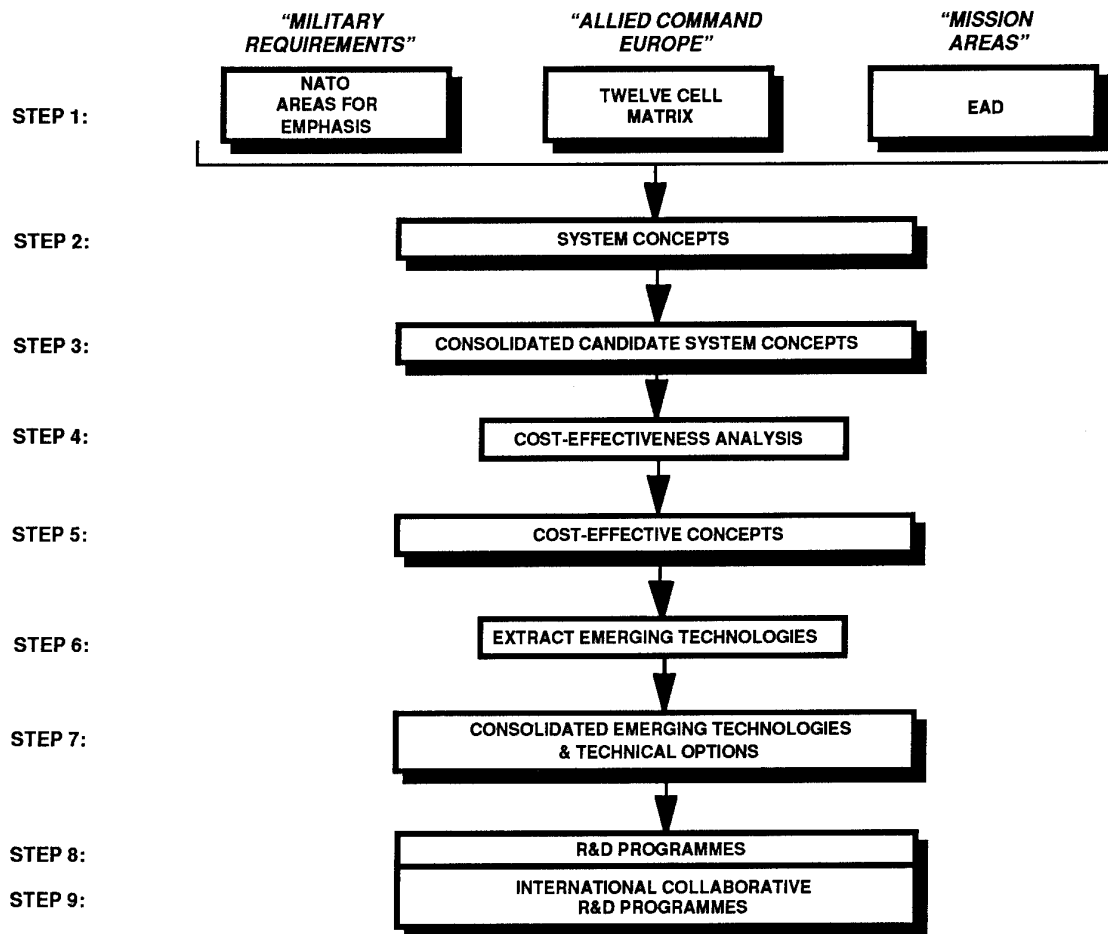 "MILITARY
REQUIREMENTS"
"ALLIED COMMAND
EUROPE"
"MISSION
AREAS"
STEP 1:
NATO
AREAS FOR
EMPHASIS
TWELVE CELL
MATRIX
EAD
STEP 2:
SYSTEM CONCEPTS
STEP 3:
CONSOLIDATED CANDIDATE SYSTEM CONCEPTS
STEP 4:
COST-EFFECTIVENESS ANALYSIS
STEP 5:
COST-EFFECTIVE CONCEPTS
STEP 6:
EXTRACT EMERGING TECHNOLOGIES
STEP 7:
CONSOLIDATED EMERGING TECHNOLOGIES
& TECHNICAL OPTIONS
STEP 8:
R&D PROGRAMMES
STEP 9:
INTERNATIONAL COLLABORATIVE
R&D PROGRAMMES